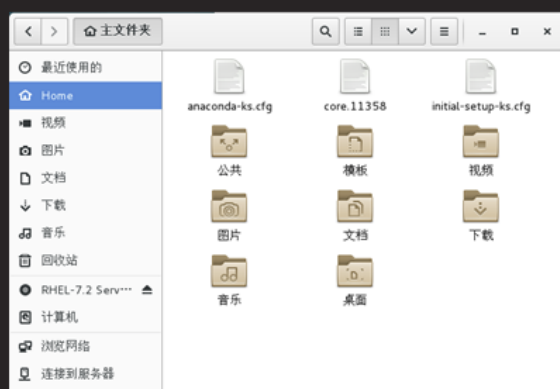 主文件夹
最近使用的
Home
视频
图片
文档
下载
音乐
回收站
RHEL-7.2 Serv…
计算机
浏览网络
连接到服务器
anaconda-ks.cfg
core.11358
initial-setup-ks.cfg
公共
模板
视频
图片
文档
下载
音乐
桌面